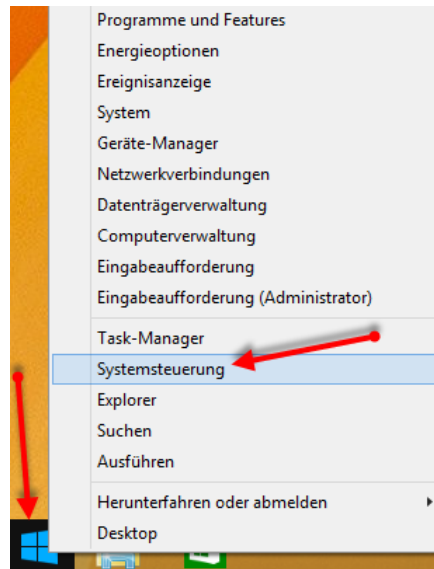 Programme und Features
Energieoptionen
Ereignisanzeige
System
Geräte-Manager
Netzwerkverbindungen
Datenträgerverwaltung
Computerverwaltung
Eingabeaufforderung
Eingabeaufforderung (Administrator)
Task-Manager
Systemsteuerung
Explorer
Suchen
Ausführen
Herunterfahren oder abmelden
Desktop